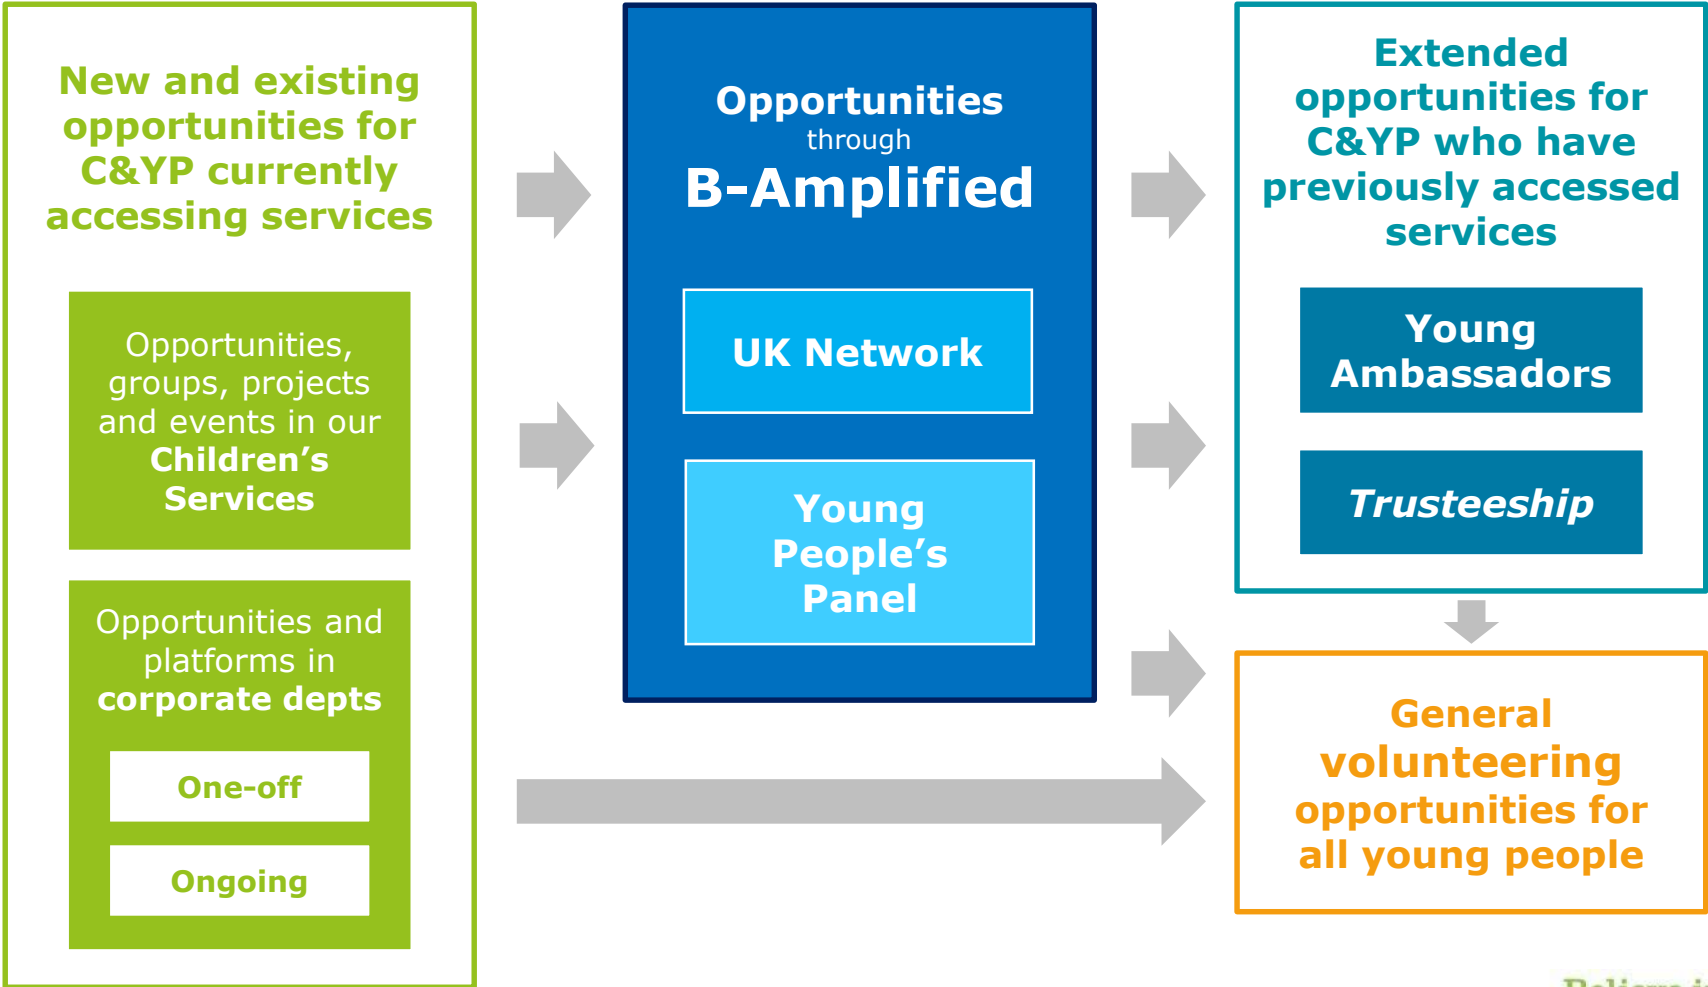 New and existing
opportunities for
C&YP currently
accessing services
Opportunities,
groups, projects
and events in our
Children’s
Services
Opportunities and
platforms in
corporate depts
One-off
Ongoing
Opportunities
through
B-Amplified
UK Network
Young
People’s
Panel
Extended
opportunities for
C&YP who have
previously accessed
services
Young
Ambassadors
Trusteeship
General
volunteering
opportunities for
all young people